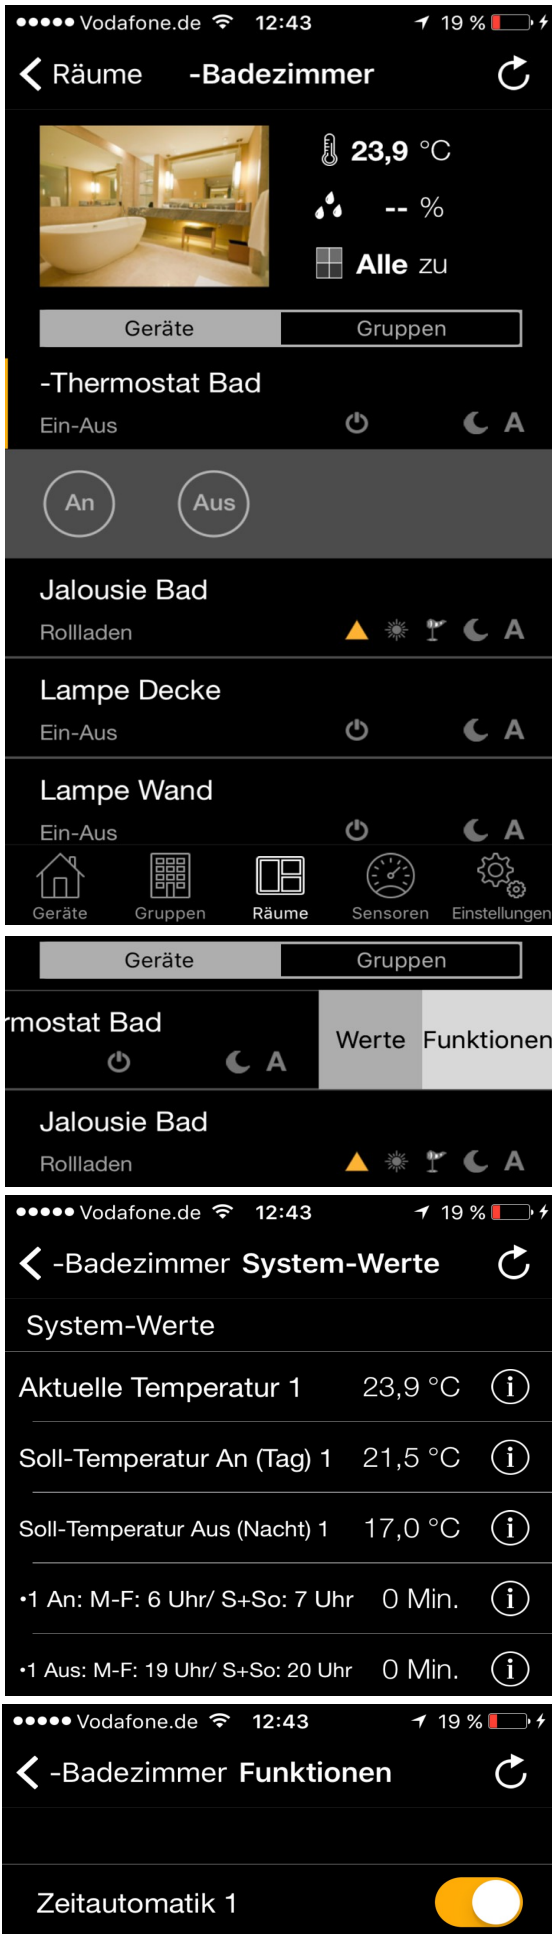 Vodafone.de 12:43 19 %
Räume -Badezimmer
23,9 °C
-- %
Alle zu
Geräte Gruppen
-Thermostat Bad
Ein-Aus A
An Aus
Jalousie Bad
Rollladen A
Lampe Decke
Ein-Aus A
Lampe Wand
Ein-Aus A
Geräte Gruppen Räume Sensoren Einstellungen
Geräte Gruppen
rmostat Bad
A
Werte Funktionen
Jalousie Bad
Rollladen A
Vodafone.de 12:43 19 %
-Badezimmer System-Werte
System-Werte
Aktuelle Temperatur 1 23,9 °C i
Soll-Temperatur An (Tag) 1 21,5 °C i
Soll-Temperatur Aus (Nacht) 1 17,0 °C i
•1 An: M-F: 6 Uhr/ S+So: 7 Uhr 0 Min. i
•1 Aus: M-F: 19 Uhr/ S+So: 20 Uhr 0 Min. i
Vodafone.de 12:43 19 %
-Badezimmer Funktionen
Zeitautomatik 1